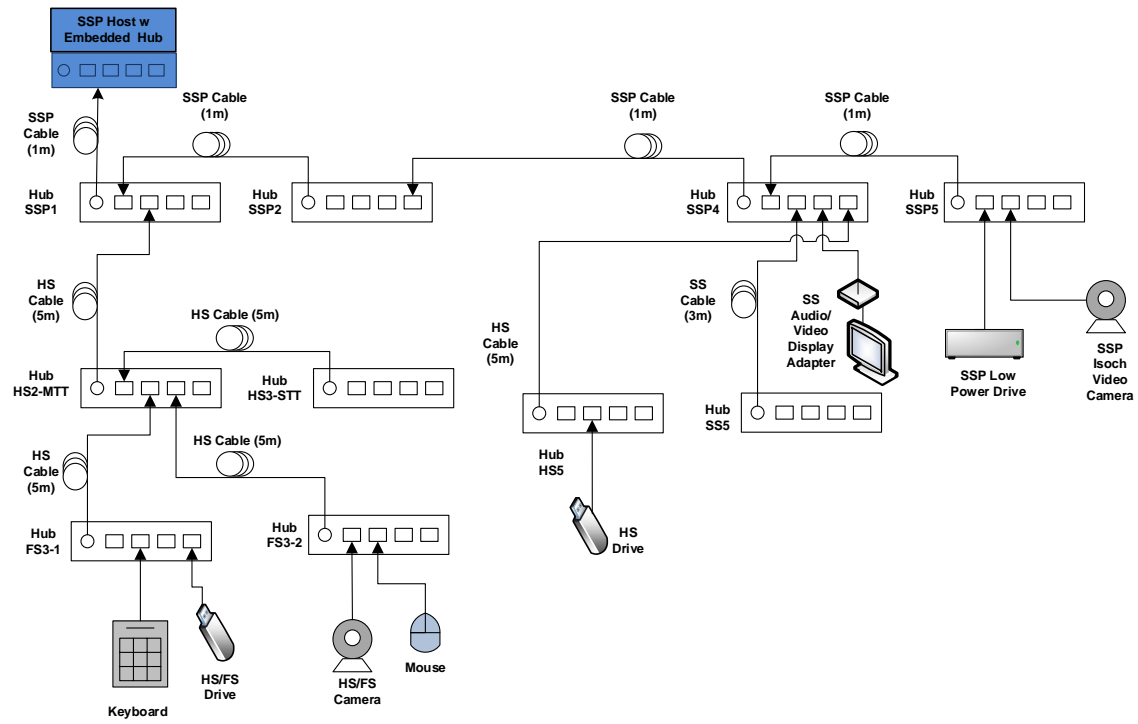 SSP Host w
Embedded Hub
SSP
Cable
(1m)
SSP Cable
(1m)
SSP Cable
(1m)
SSP Cable
(1m)
Hub
SSP1
Hub
SSP2
Hub
SSP4
Hub
SSP5
HS
Cable
(5m)
HS Cable (5m)
Hub
HS2-MTT
Hub
HS3-STT
HS
Cable
(5m)
SS
Cable
(3m)
SS
Audio/
Video
Display
Adapter
SSP Low
Power Drive
SSP
Isoch
Video
Camera
HS
Cable
(5m)
HS Cable (5m)
Hub
HS5
Hub
SS5
HS
Drive
Hub
FS3-1
Hub
FS3-2
Keyboard
HS/FS
Drive
HS/FS
Camera
Mouse